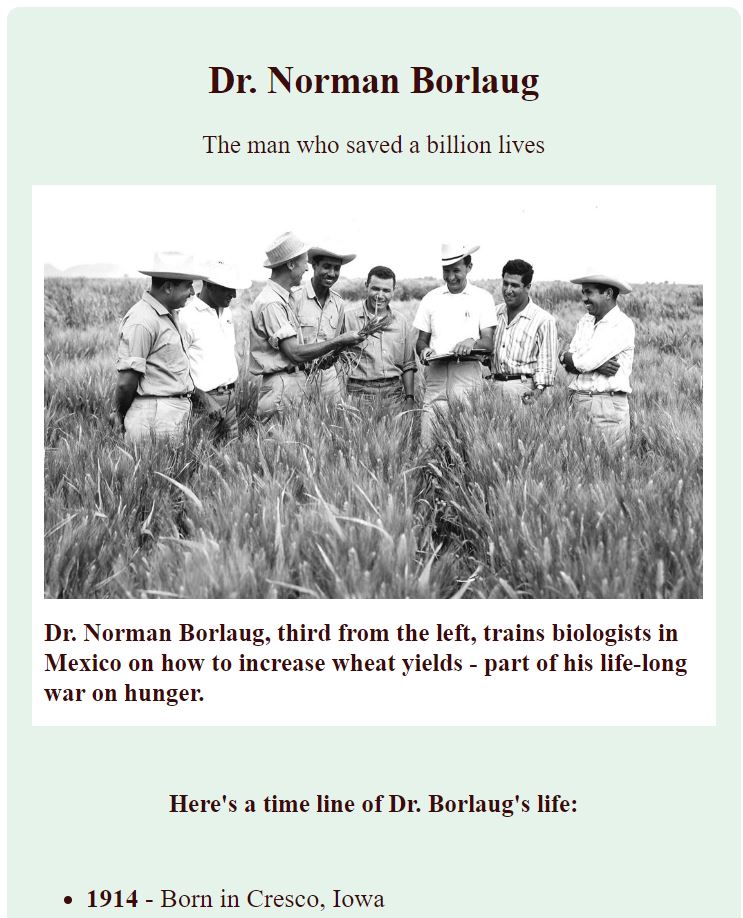 Dr. Norman Borlaug
The man who saved a billion lives
Dr. Norman Borlaug, third from the left, trains biologists in
Mexico on how to increase wheat yields - part of his life-long
war on hunger.
Here's a time line of Dr. Borlaug's life:
• 1914 - Born in Cresco, Iowa